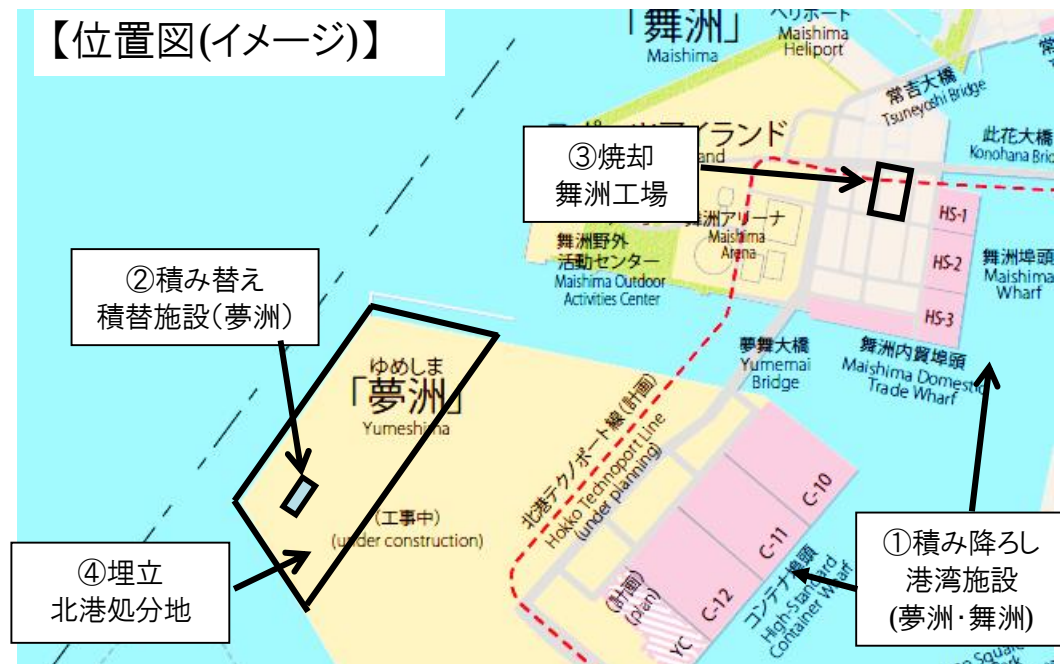 【位置図(イメージ)】
「舞洲」
Maishima
ヘリポート
Maishima
Heliport
常吉大橋
Tsuneyoshi Bridge
此花大橋
③焼却
舞洲工場
舞洲アリーナ
Maishima
Arena
舞洲野外
活動センター
Maishima Outdoor
Activities Center
HS-1
HS-2
HS-3
舞洲埠頭
Maishima
Wharf
②積み替え
積替施設(夢洲)
夢舞大橋
Yumemai
Bridge
舞洲内貿埠頭
Maishima Domestic
Trade Wharf
ゆめしま
「夢洲」
Yumeshima
(工事中)
(under construction)
北港テクノポート線(計画)
Hokko Technoport Line
(under planning)
C-10
C-11
C-12
YC
(計画)
(plan)
コンテナ埠頭
High-Standard
Container Wharf
①積み降ろし
港湾施設
(夢洲・舞洲)
④埋立
北港処分地